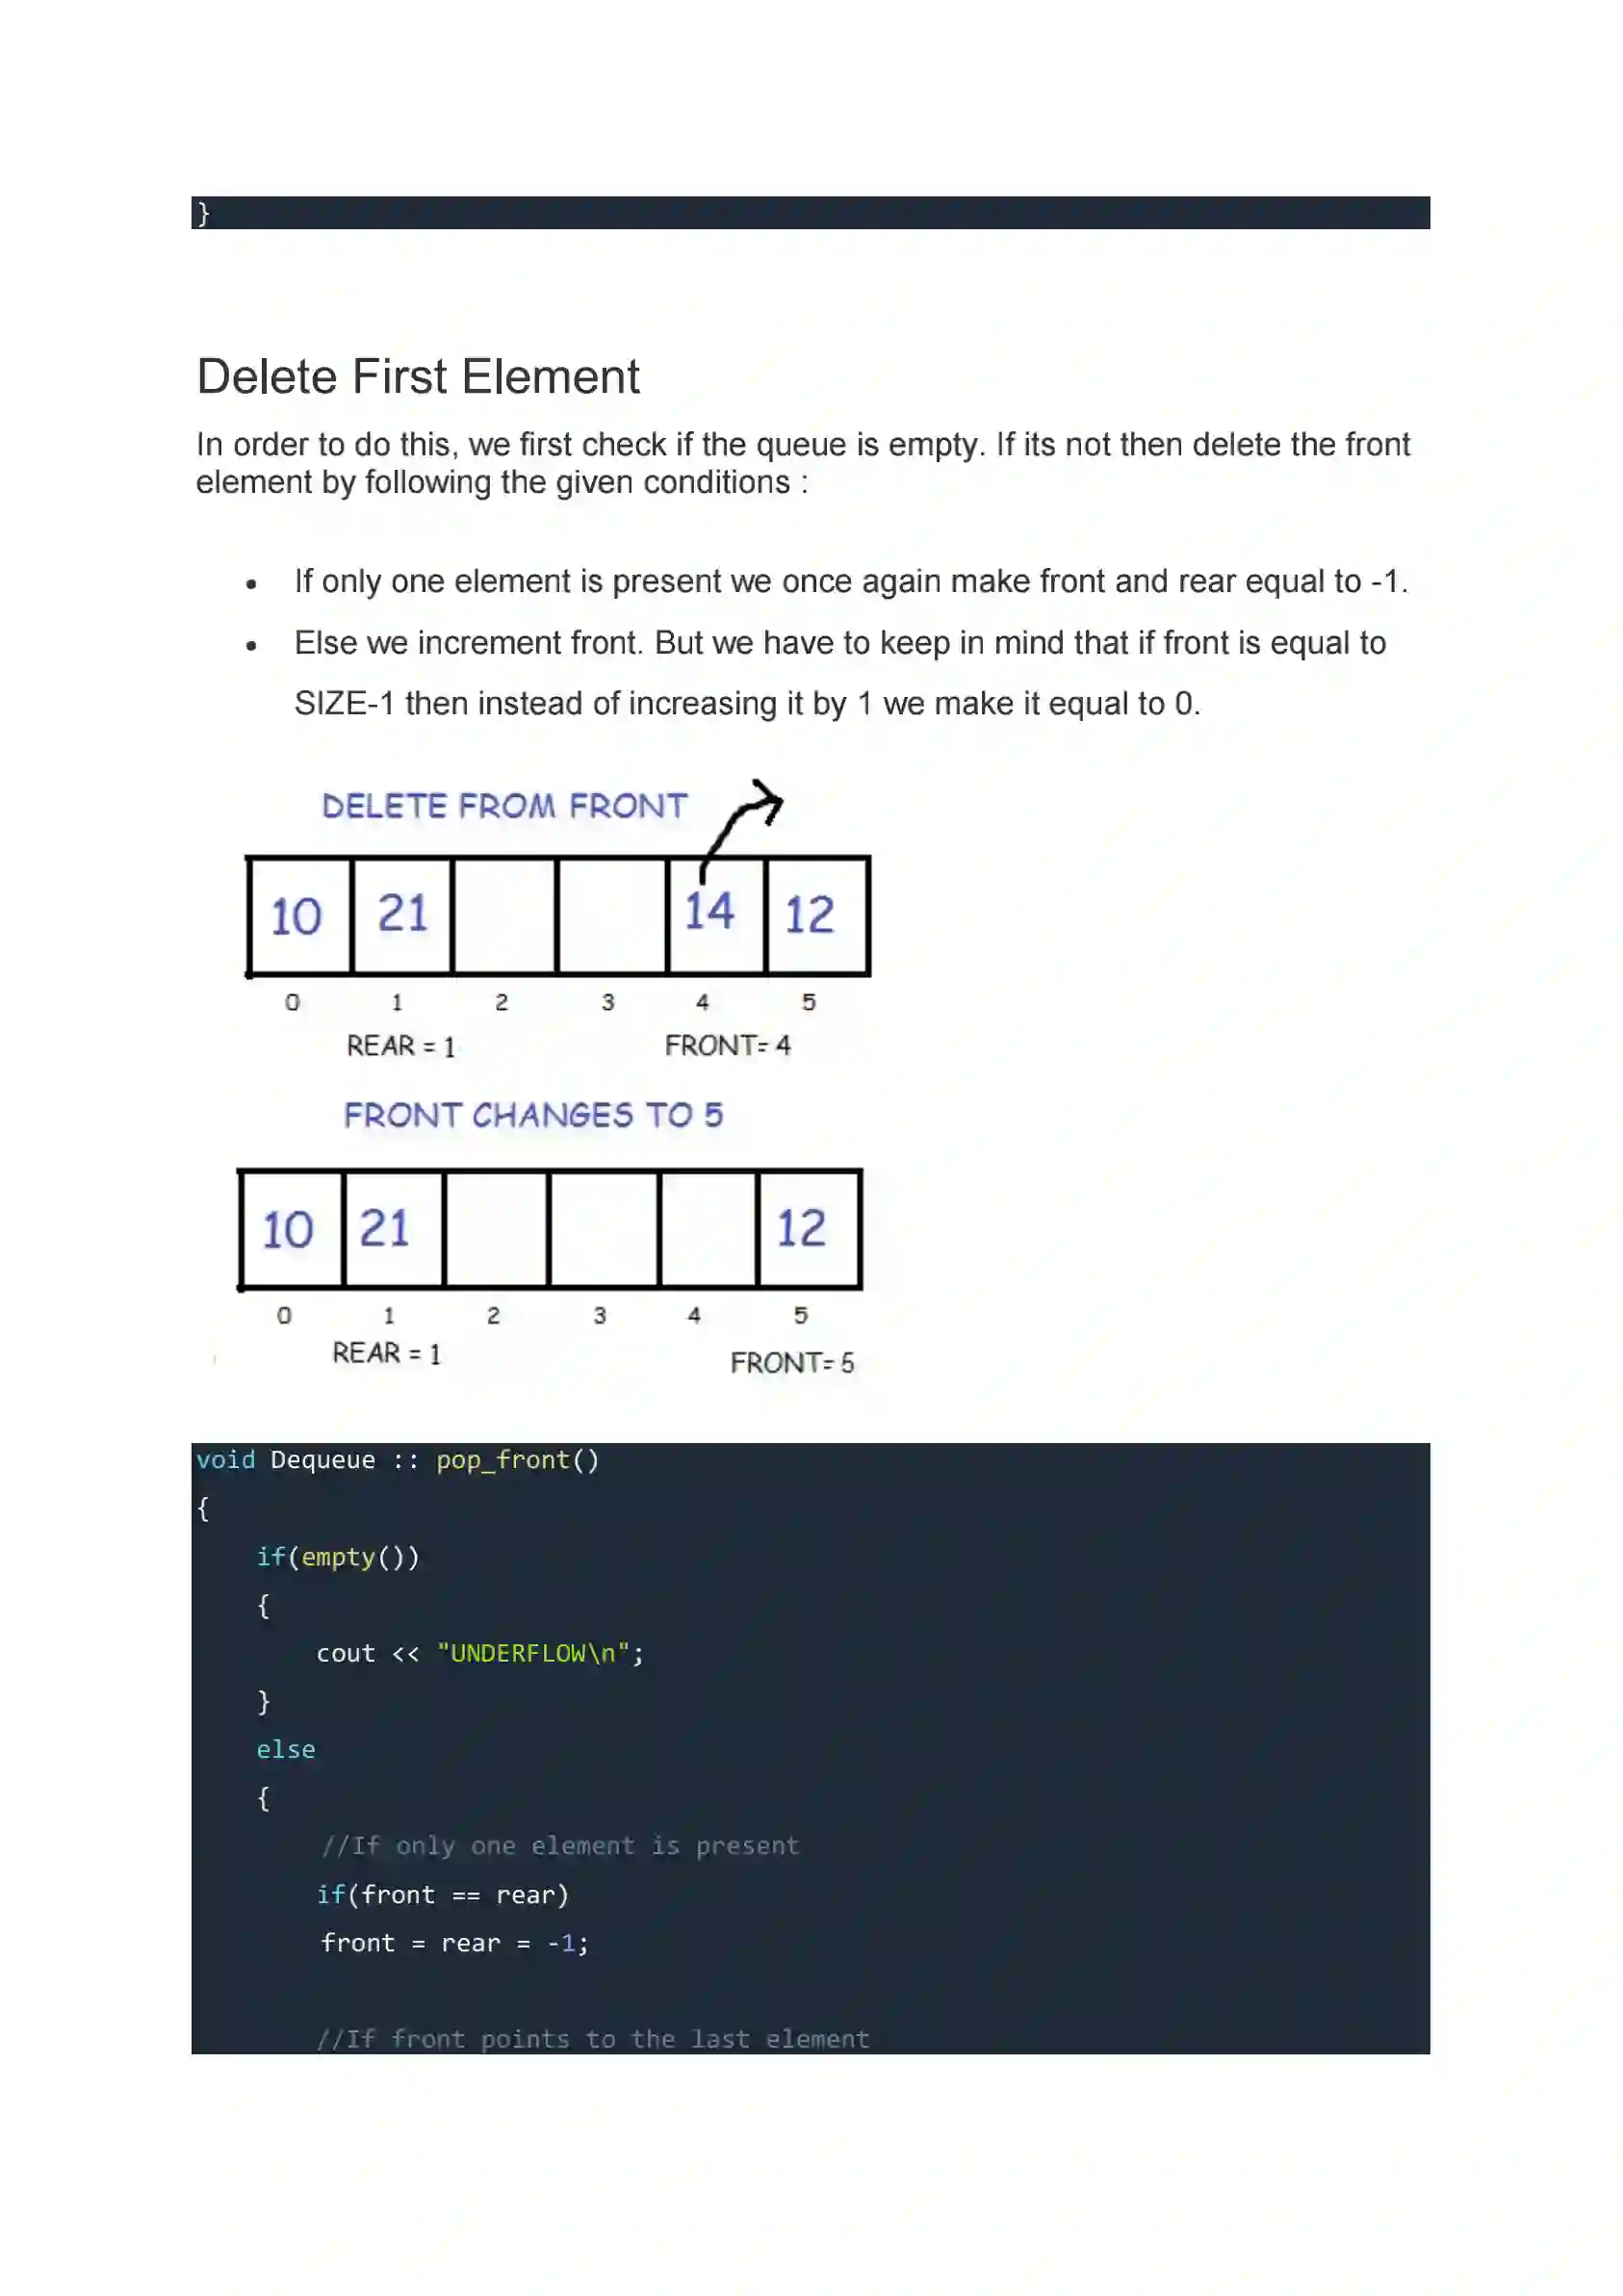 }
Delete First Element
In order to do this, we first check if the queue is empty. If its not then delete the front
element by following the given conditions :
• If only one element is present we once again make front and rear equal to -1.
• Else we increment front. But we have to keep in mind that if front is equal to
SIZE-1 then instead of increasing it by 1 we make it equal to 0.
DELETE FROM FRONT
10 21 14 12
0 1 2 3 4 5
REAR = 1 FRONT= 4
FRONT CHANGES TO 5
10 21 12
0 1 2 3 4 5
REAR = 1 FRONT= 5
void Dequeue :: pop_front()
{
    if(empty())
    {
        cout << "UNDERFLOW\n";
    }
    else
    {
        //If only one element is present
        if(front == rear)
        front = rear = -1;
        //If front points to the last element